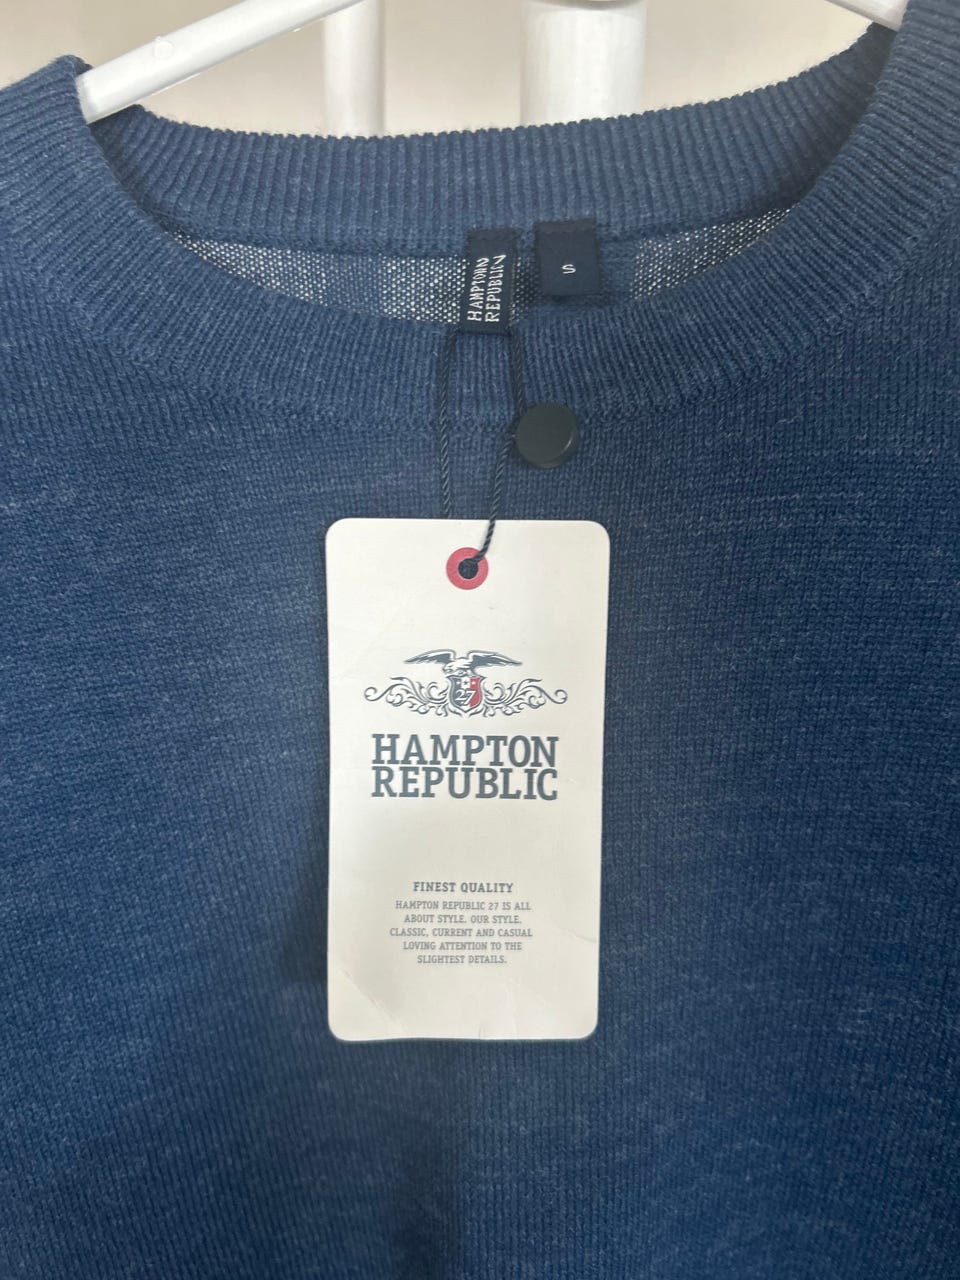 HAMPTON
REPUBLIC
S
27
HAMPTON
REPUBLIC
FINEST QUALITY
HAMPTON REPUBLIC 27 IS ALL
ABOUT STYLE. OUR STYLE.
CLASSIC, CURRENT AND CASUAL
LOVING ATTENTION TO THE
SLIGHTEST DETAILS.